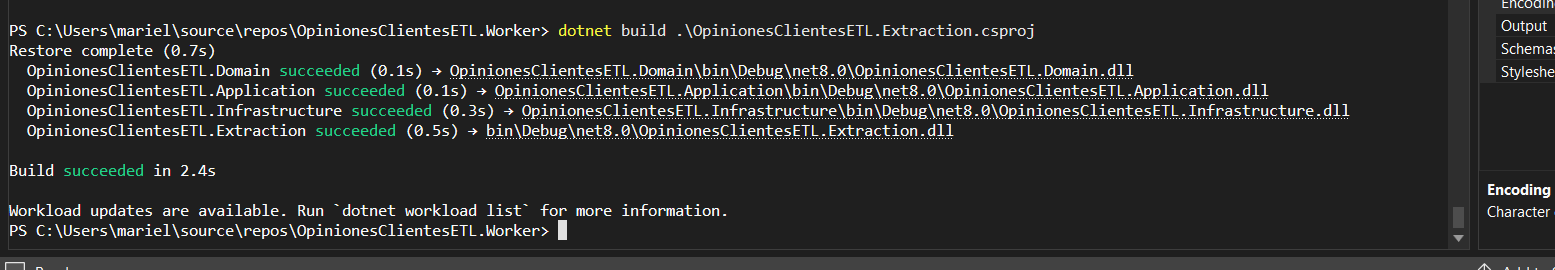 PS C:\Users\mariel\source\repos\OpinionesClientesETL.Worker> dotnet build .\OpinionesClientesETL.Extraction.csproj
Restore complete (0.7s)
OpinionesClientesETL.Domain succeeded (0.1s) → OpinionesClientesETL.Domain\bin\Debug\net8.0\OpinionesClientesETL.Domain.dll
OpinionesClientesETL.Application succeeded (0.1s) → OpinionesClientesETL.Application\bin\Debug\net8.0\OpinionesClientesETL.Application.dll
OpinionesClientesETL.Infrastructure succeeded (0.3s) → OpinionesClientesETL.Infrastructure\bin\Debug\net8.0\OpinionesClientesETL.Infrastructure.dll
OpinionesClientesETL.Extraction succeeded (0.5s) → bin\Debug\net8.0\OpinionesClientesETL.Extraction.dll
Build succeeded in 2.4s
Workload updates are available. Run `dotnet workload list` for more information.
PS C:\Users\mariel\source\repos\OpinionesClientesETL.Worker>
Encoding
Output
Schemas
Styleshe
Encoding
Character